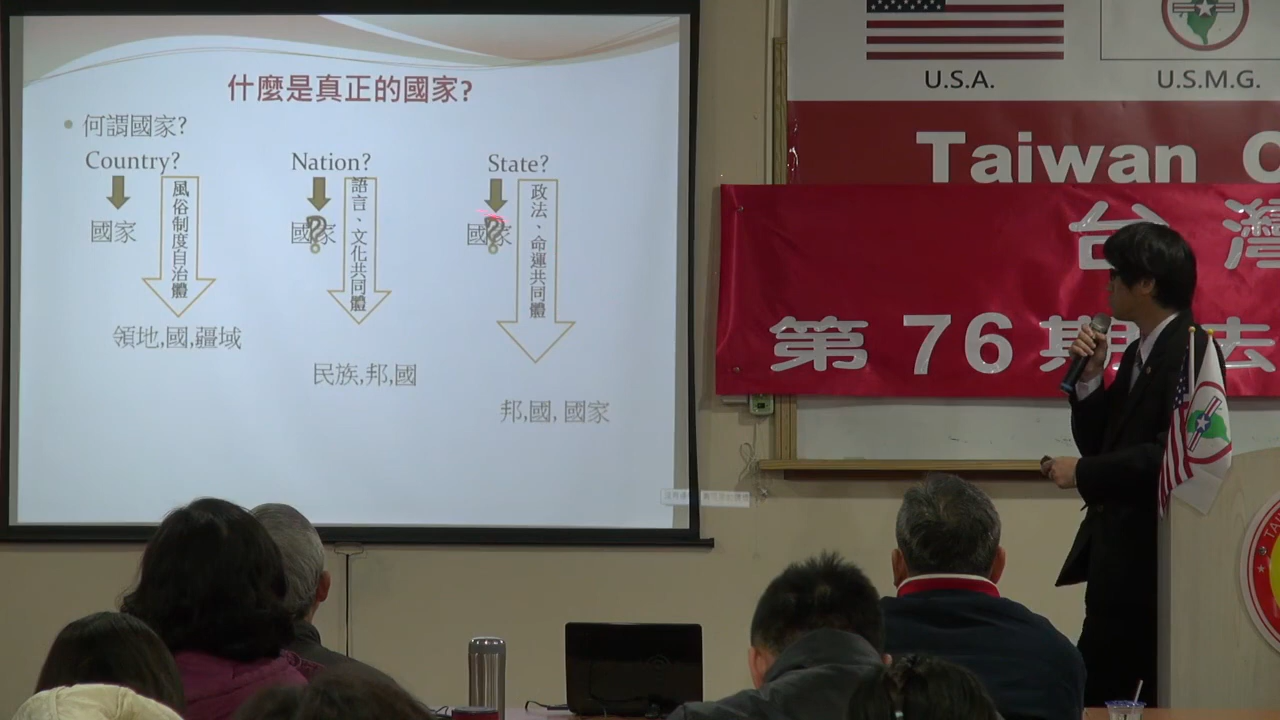 什麼是真正的國家?
何謂國家?
Country?
Nation?
State?
國家
風俗制度自治體
國家
?
語言、文化共同體
國家
?
政法、命運共同體
領地,國,疆域
民族,邦,國
邦,國, 國家
U.S.A.
U.S.M.G.
Taiwan C
台灣
第 76 期 法